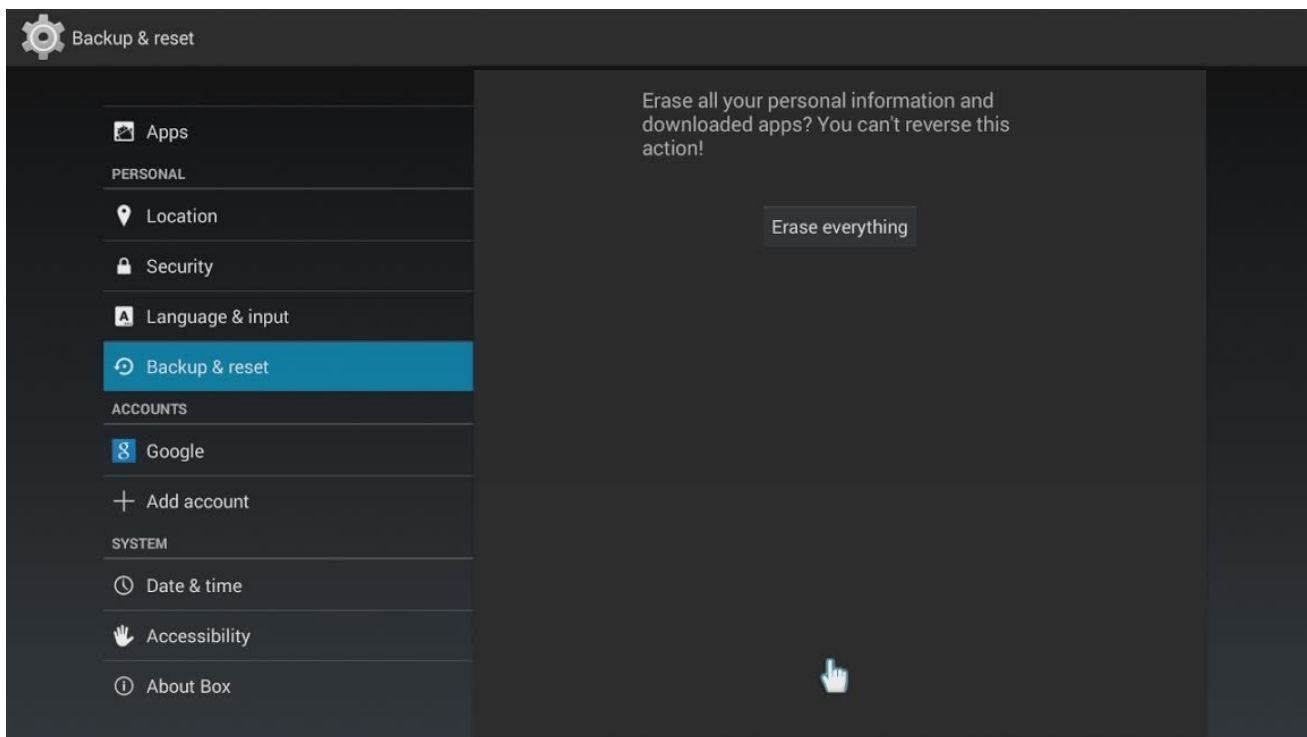 Backup & reset
Apps
PERSONAL
Location
Security
Language & input
Backup & reset
ACCOUNTS
Google
Add account
SYSTEM
Date & time
Accessibility
About Box
Erase all your personal information and
downloaded apps? You can't reverse this
action!
Erase everything